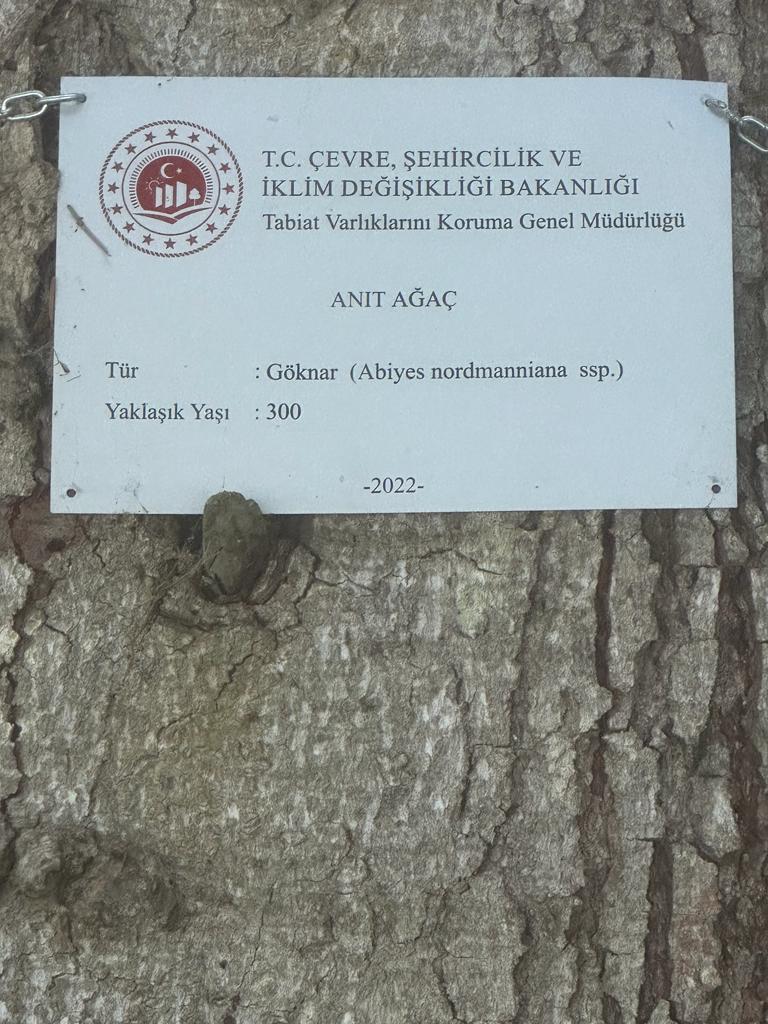 T.C. ÇEVRE, ŞEHİRCİLİK VE
İKLİM DEĞİŞİKLİĞİ BAKANLIĞI
Tabiat Varlıklarını Koruma Genel Müdürlüğü
ANIT AĞAÇ
Tür : Göknar (Abiyes nordmanniana ssp.)
Yaklaşık Yaşı : 300
-2022-